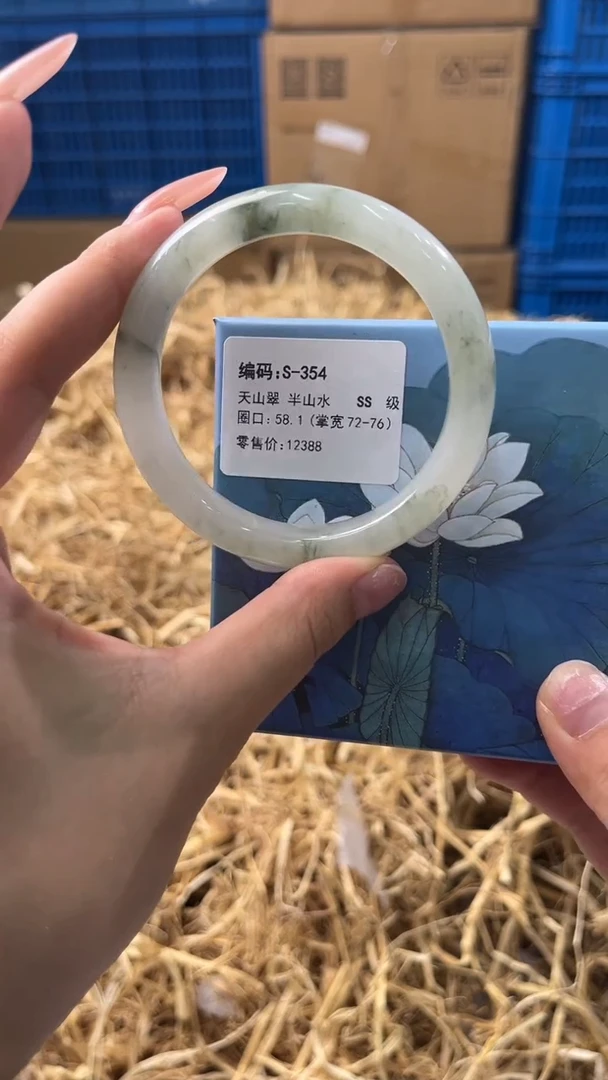 编码:S-354
天山翠 半山水 SS 级
圈口: 58.1 (掌宽72-76)
零售价:12388